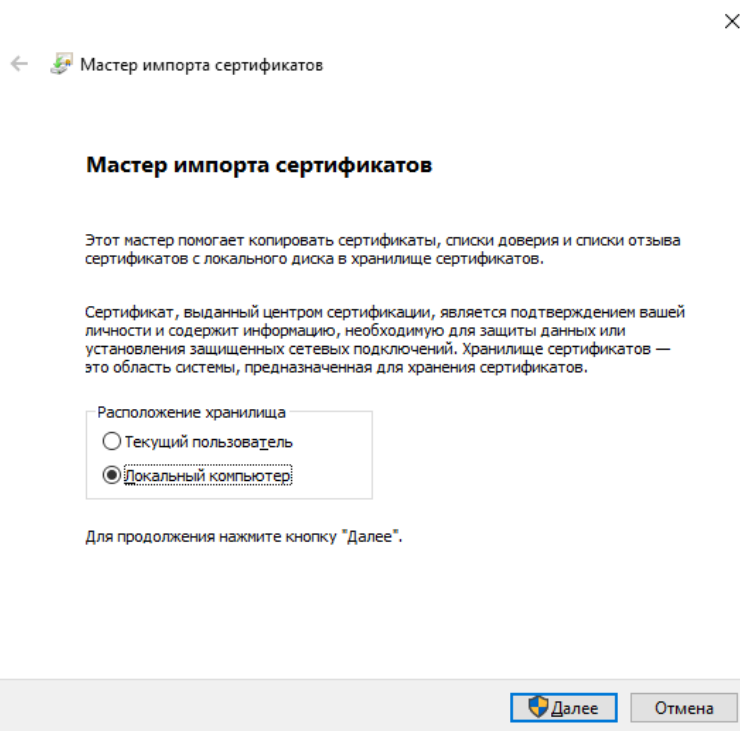 Мастер импорта сертификатов
Мастер импорта сертификатов
Этот мастер помогает копировать сертификаты, списки доверия и списки отзыва
сертификатов с локального диска в хранилище сертификатов.
Сертификат, выданный центром сертификации, является подтверждением вашей
личности и содержит информацию, необходимую для защиты данных или
установления защищенных сетевых подключений. Хранилище сертификатов —
это область системы, предназначенная для хранения сертификатов.
Расположение хранилища
Текущий пользователь
Локальный компьютер
Для продолжения нажмите кнопку "Далее".
Далее
Отмена